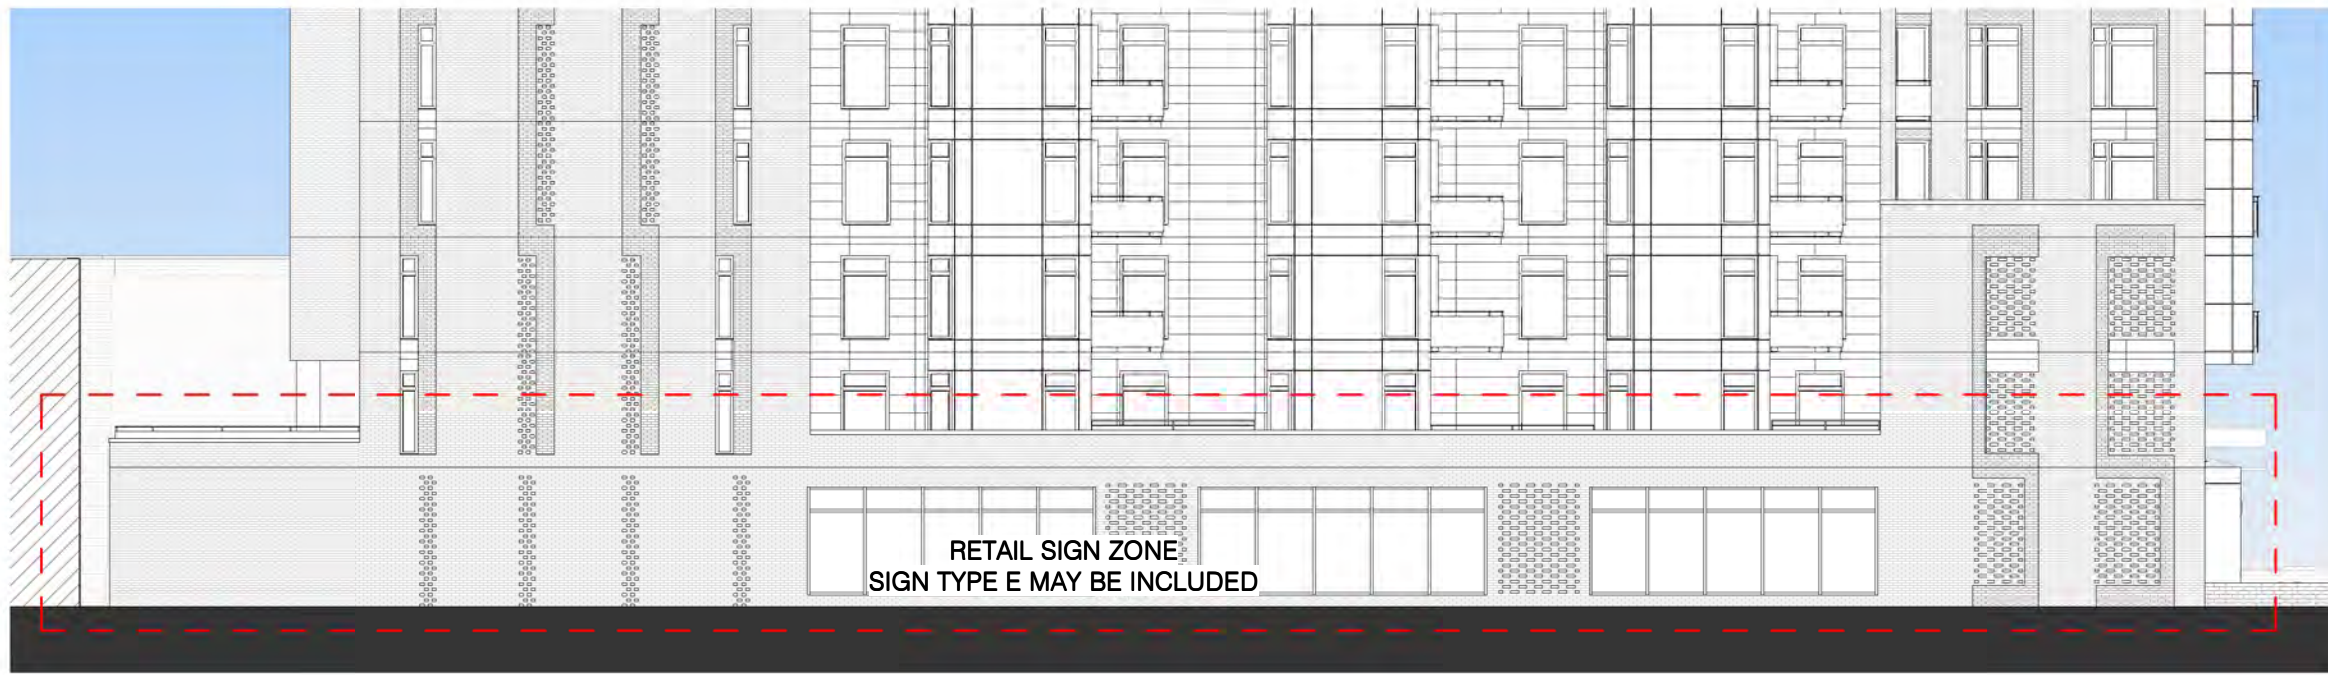 RETAIL SIGN ZONE
SIGN TYPE E MAY BE INCLUDED